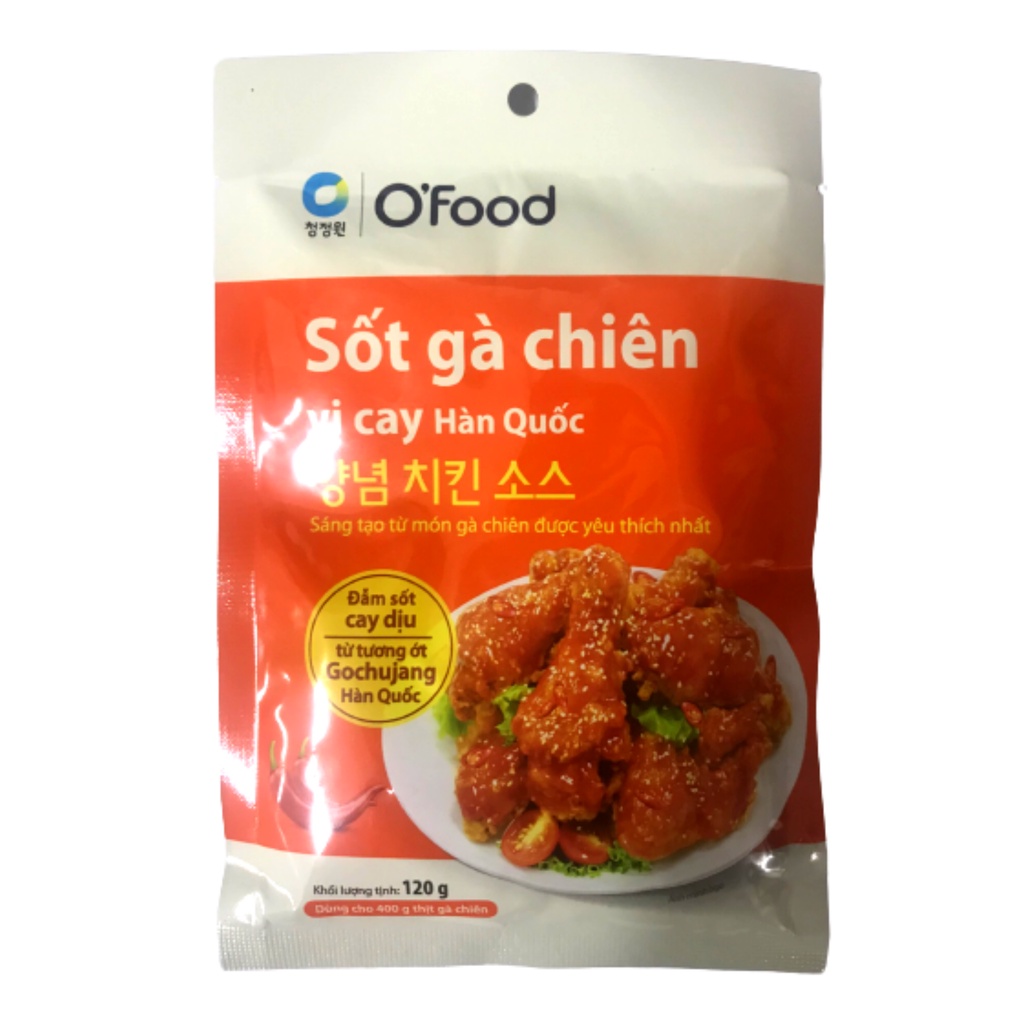 청정원
O'Food
Sốt gà chiên
vị cay Hàn Quốc
양념 치킨 소스
Sáng tạo từ món gà chiên được yêu thích nhất
Đẫm sốt
cay dịu
từ tương ớt
Gochujang
Hàn Quốc
Khối lượng tịnh: 120 g
Dùng cho 400 g thịt gà chiên